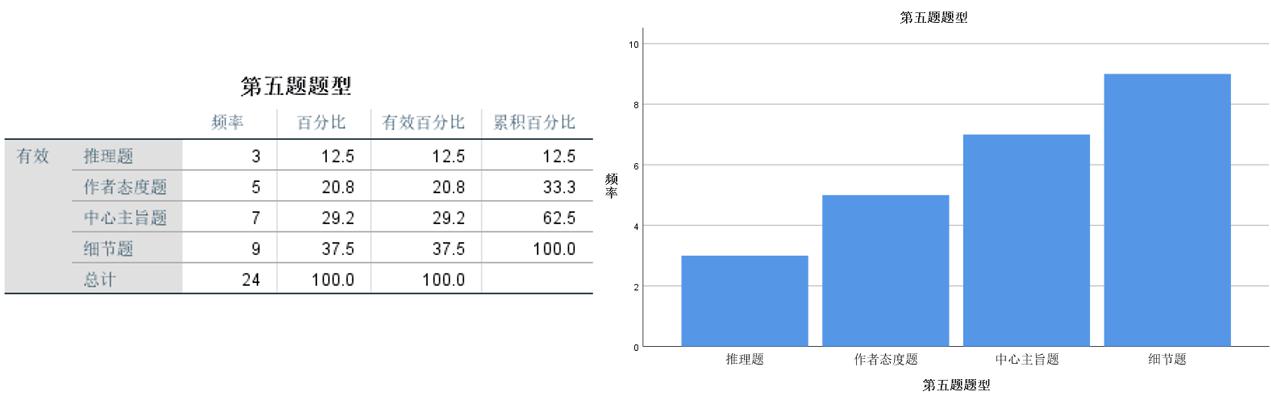 第五题题型
频率 百分比 有效百分比 累积百分比
有效 推理题 3 12.5 12.5 12.5
作者态度题 5 20.8 20.8 33.3
中心主旨题 7 29.2 29.2 62.5
细节题 9 37.5 37.5 100.0
总计 24 100.0 100.0
第五题题型
10
8
6
4
2
0
频率
推理题 作者态度题 中心主旨题 细节题
第五题题型